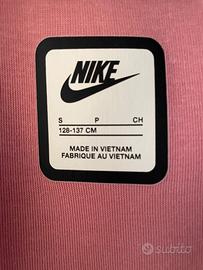 NIKE
S P CH
128-137 CM
MADE IN VIETNAM
FABRIQUE AU VIETNAM
subito